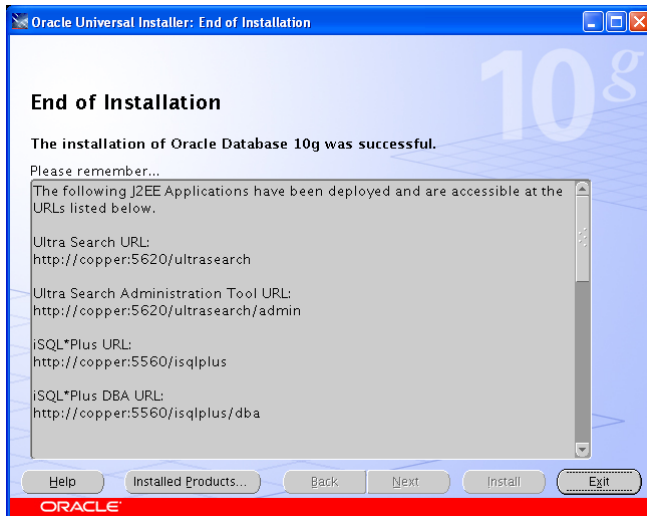 Oracle Universal Installer: End of Installation
10g
End of Installation
The installation of Oracle Database 10g was successful.
Please remember...
The following J2EE Applications have been deployed and are accessible at the
URLs listed below.
Ultra Search URL:
http://copper:5620/ultrasearch
Ultra Search Administration Tool URL:
http://copper:5620/ultrasearch/admin
iSQL*Plus URL:
http://copper:5560/isqlplus
iSQL*Plus DBA URL:
http://copper:5560/isqlplus/dba
Help Installed Products... Back Next Install Exit
ORACLE